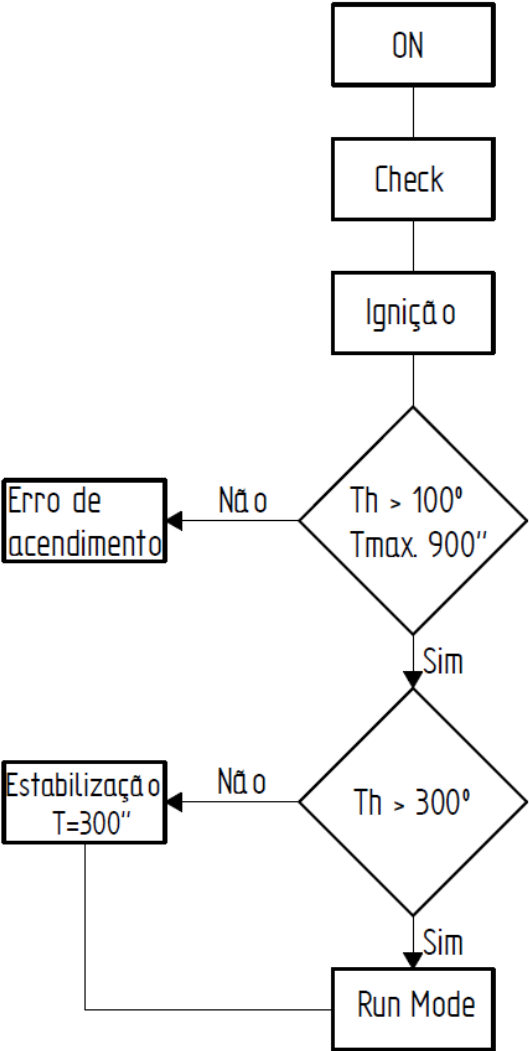 ON
Check
Ignição
Th > 100º
Tmax. 900"
Não
Erro de
acendimento
Sim
Th > 300º
Não
Estabilização
T=300"
Sim
Run Mode